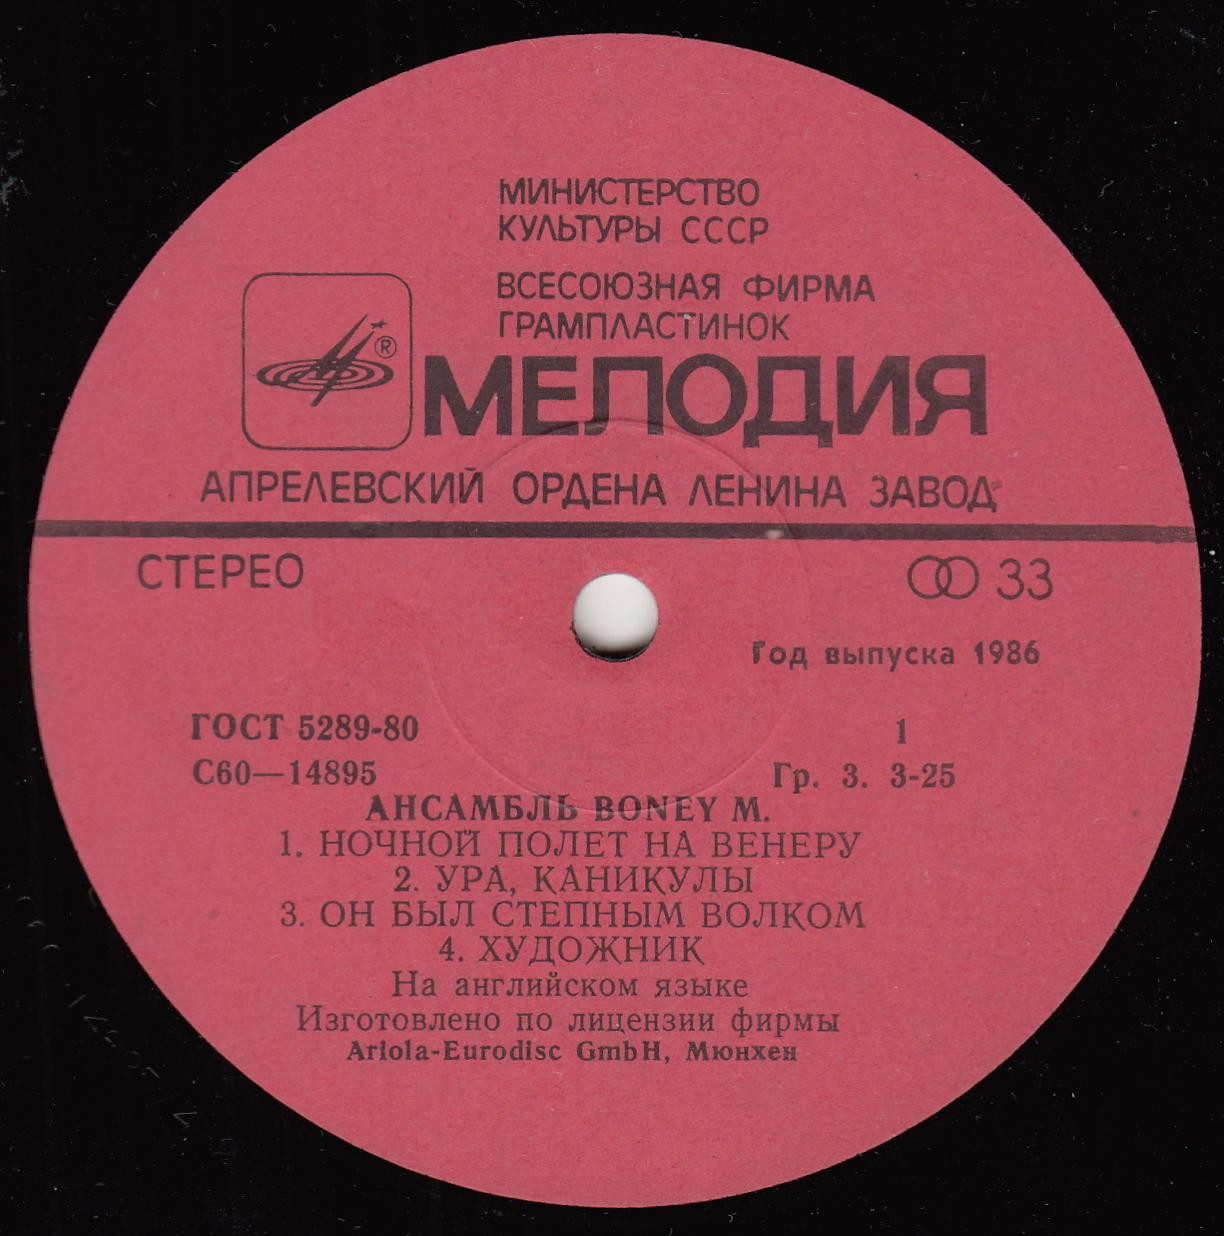 МИНИСТЕРСТВО
КУЛЬТУРЫ СССР
ВСЕСОЮЗНАЯ ФИРМА
ГРАМПЛАСТИНОК
®
МЕЛОДИЯ
АПРЕЛЕВСКИЙ ОРДЕНА ЛЕНИНА ЗАВОД
СТЕРЕО 33
Год выпуска 1986
ГОСТ 5289-80 1
С60—14895 Гр. 3. 3-25
АНСАМБЛЬ BONEY M.
1. НОЧНОЙ ПОЛЕТ НА ВЕНЕРУ
2. УРА, КАНИКУЛЫ
3. ОН БЫЛ СТЕПНЫМ ВОЛКОМ
4. ХУДОЖНИК
На английском языке
Изготовлено по лицензии фирмы
Ariola-Eurodisc GmbH, Мюнхен